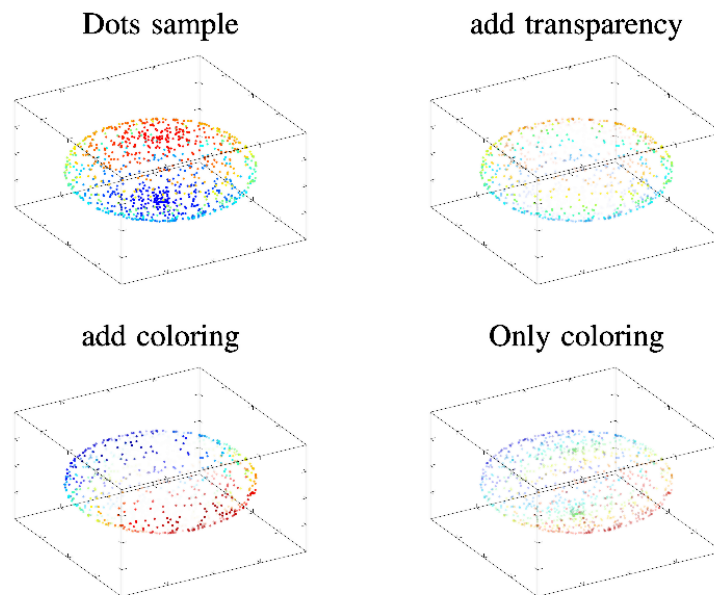 Dots sample
add transparency
add coloring
Only coloring